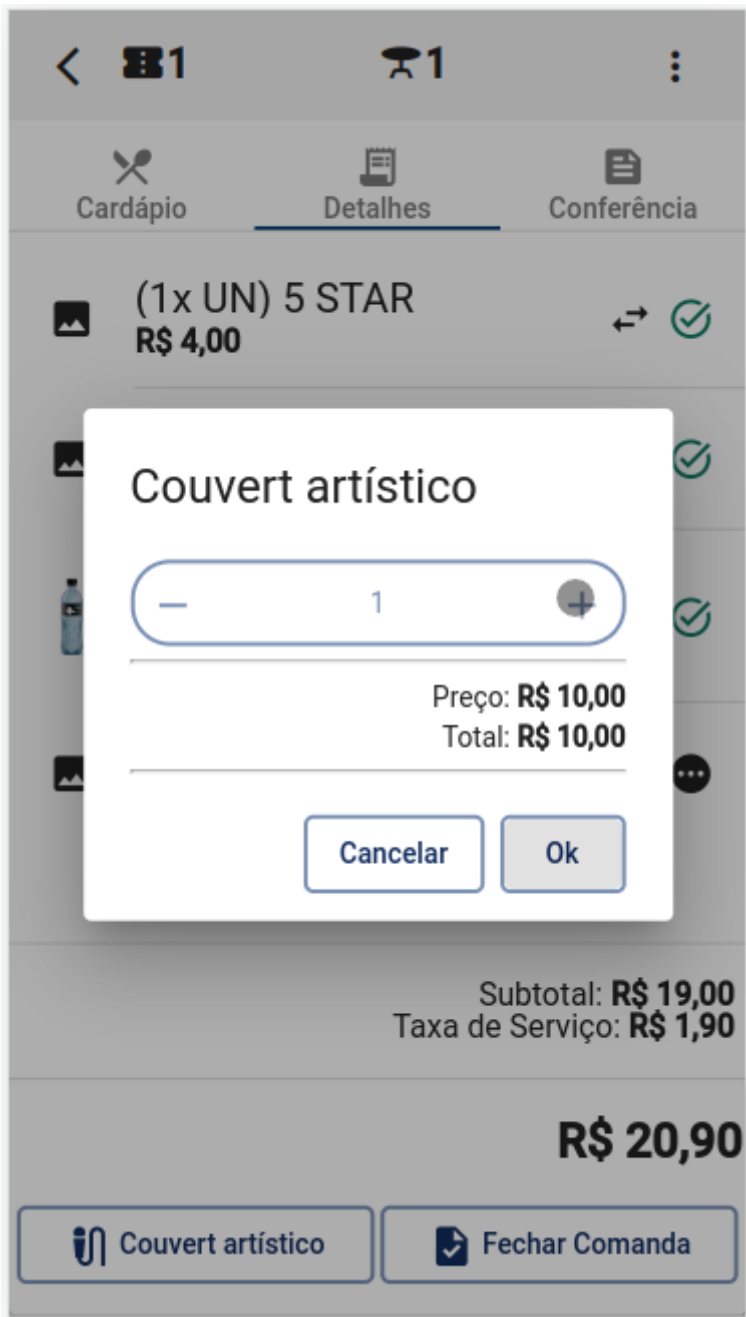 1
1
Cardápio
Detalhes
Conferência
(1x UN) 5 STAR
R$ 4,00
Couvert artístico
1
Preço: R$ 10,00
Total: R$ 10,00
Cancelar
Ok
Subtotal: R$ 19,00
Taxa de Serviço: R$ 1,90
R$ 20,90
Couvert artístico
Fechar Comanda